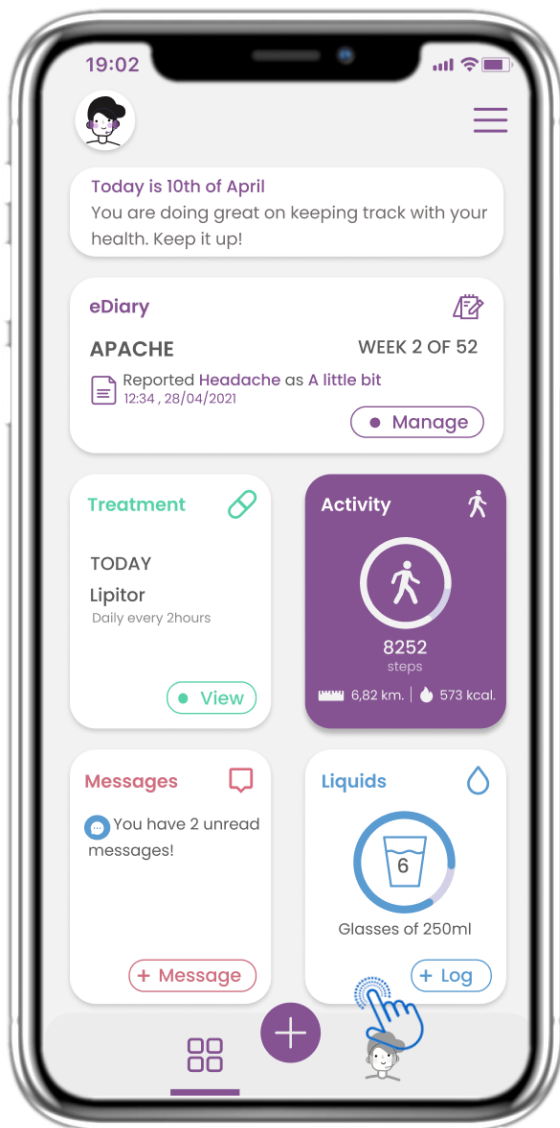 19:02
Today is 10th of April
You are doing great on keeping track with your
health. Keep it up!
eDiary
APACHE
WEEK 2 OF 52
Reported Headache as A little bit
12:34 , 28/04/2021
Manage
Treatment
TODAY
Lipitor
Daily every 2hours
View
Activity
8252
steps
6,82 km.
573 kcal.
Messages
You have 2 unread
messages!
+ Message
Liquids
6
Glasses of 250ml
+ Log